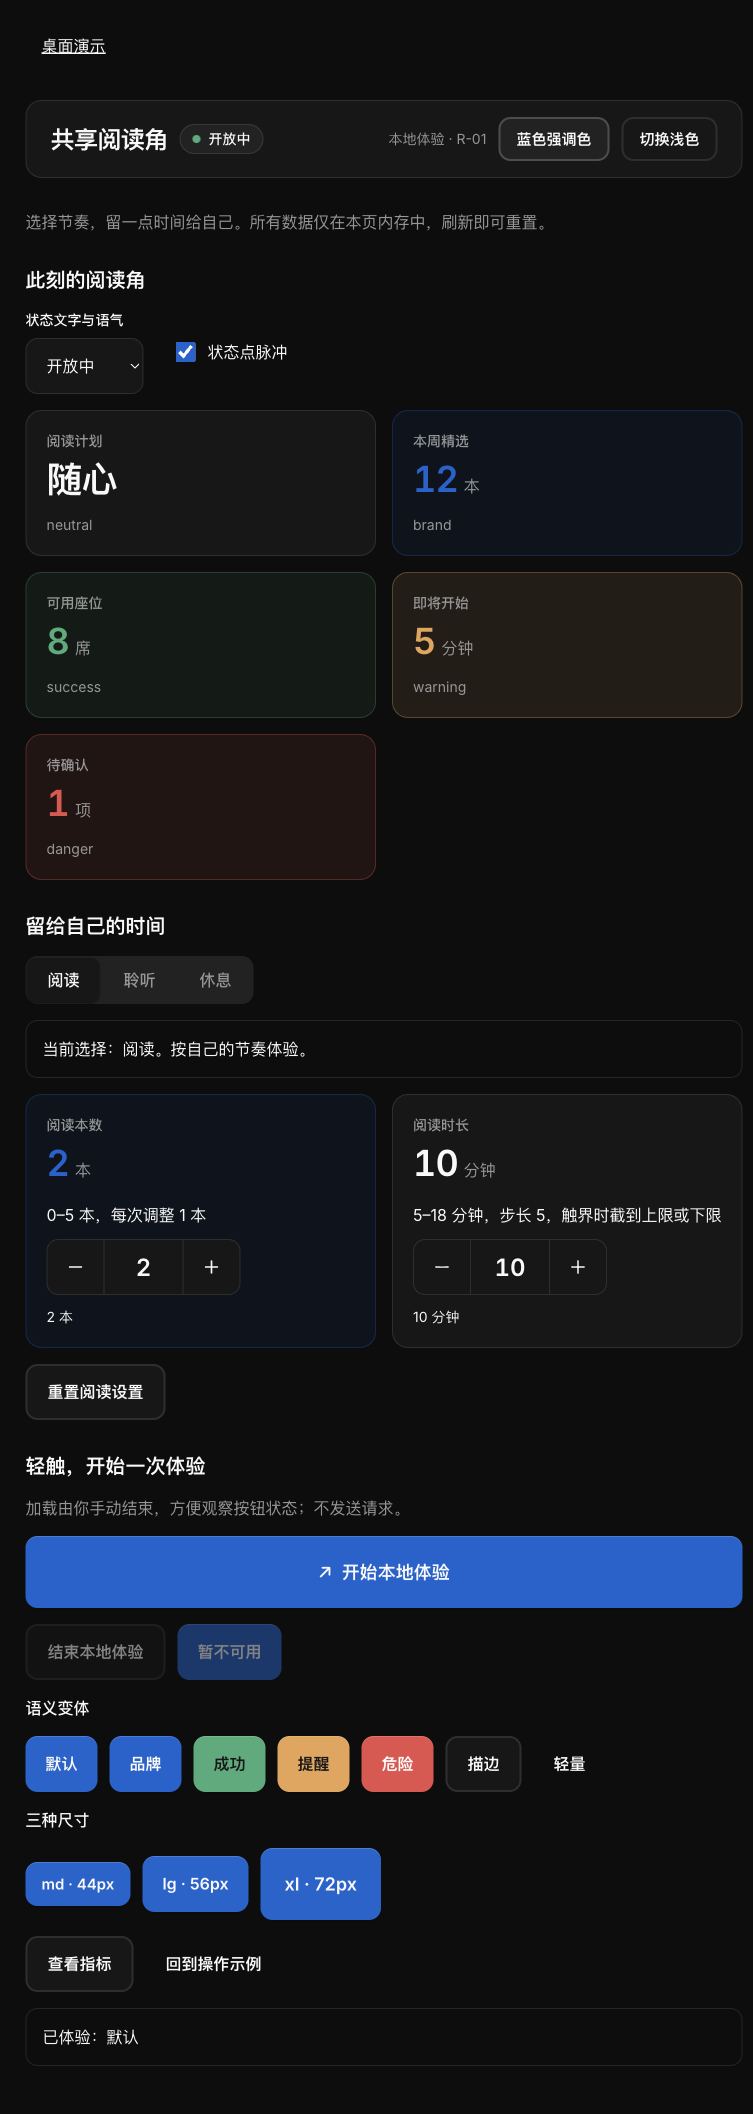 桌面演示
共享阅读角 开放中 本地体验 · R-01 蓝色强调色 切换浅色
选择节奏，留一点时间给自己。所有数据仅在本页内存中，刷新即可重置。
此刻的阅读角
状态文字与语气
开放中 状态点脉冲
阅读计划
随心
neutral
本周精选
12 本
brand
可用座位
8 席
success
即将开始
5 分钟
warning
待确认
1 项
danger
留给自己的时间
阅读 聆听 休息
当前选择：阅读。按自己的节奏体验。
阅读本数
2 本
0–5 本，每次调整 1 本
− 2 +
2 本
阅读时长
10 分钟
5–18 分钟，步长 5，触界时截到上限或下限
− 10 +
10 分钟
重置阅读设置
轻触，开始一次体验
加载由你手动结束，方便观察按钮状态；不发送请求。
↗ 开始本地体验
结束本地体验 暂不可用
语义变体
默认 品牌 成功 提醒 危险 描边 轻量
三种尺寸
md · 44px lg · 56px xl · 72px
查看指标 回到操作示例
已体验：默认